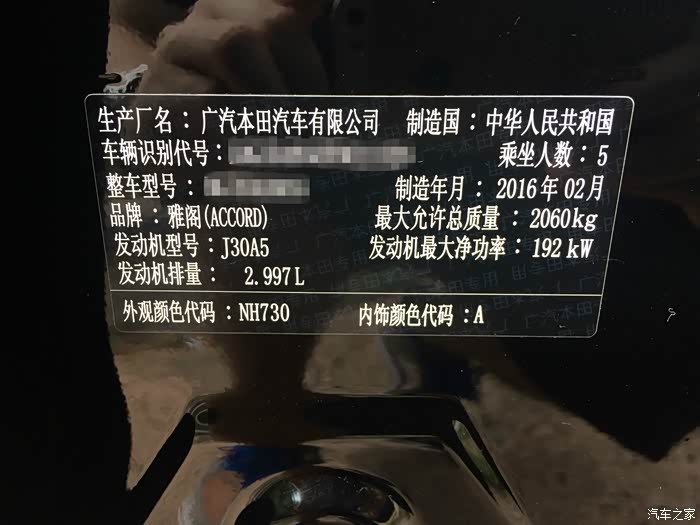 生产厂名：广汽本田汽车有限公司 制造国：中华人民共和国
车辆识别代号： 乘坐人数：5
整车型号： 制造年月：2016年02月
品牌：雅阁(ACCORD) 最大允许总质量：2060kg
发动机型号：J30A5 发动机最大净功率：192kW
发动机排量： 2.997L
外观颜色代码：NH730 内饰颜色代码：A
汽车之家